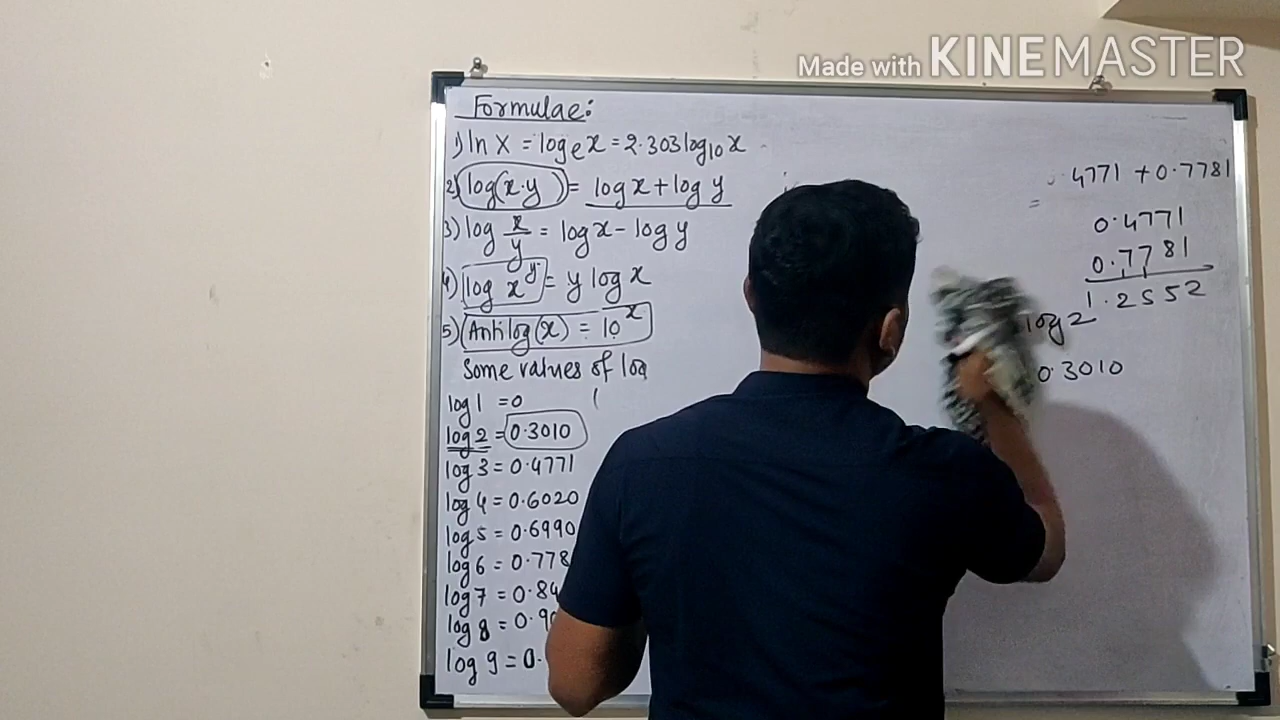 Made with KINEMASTER
Formulae:
1) ln X = logₑ x = 2.303 log₁₀ x
2) log(x.y) = log x + log y
3) log x/y = log x - log y
4) log xʸ = y log x
5) Antilog(x) = 10ˣ
Some values of log
log 1 = 0
log 2 = 0.3010
log 3 = 0.4771
log 4 = 0.6020
log 5 = 0.6990
log 6 = 0.778
log 7 = 0.84
log 8 = 0.90
log 9 = 0.
.4771 + 0.7781
=
0.4771
0.7781
1.2552
log 2
0.3010